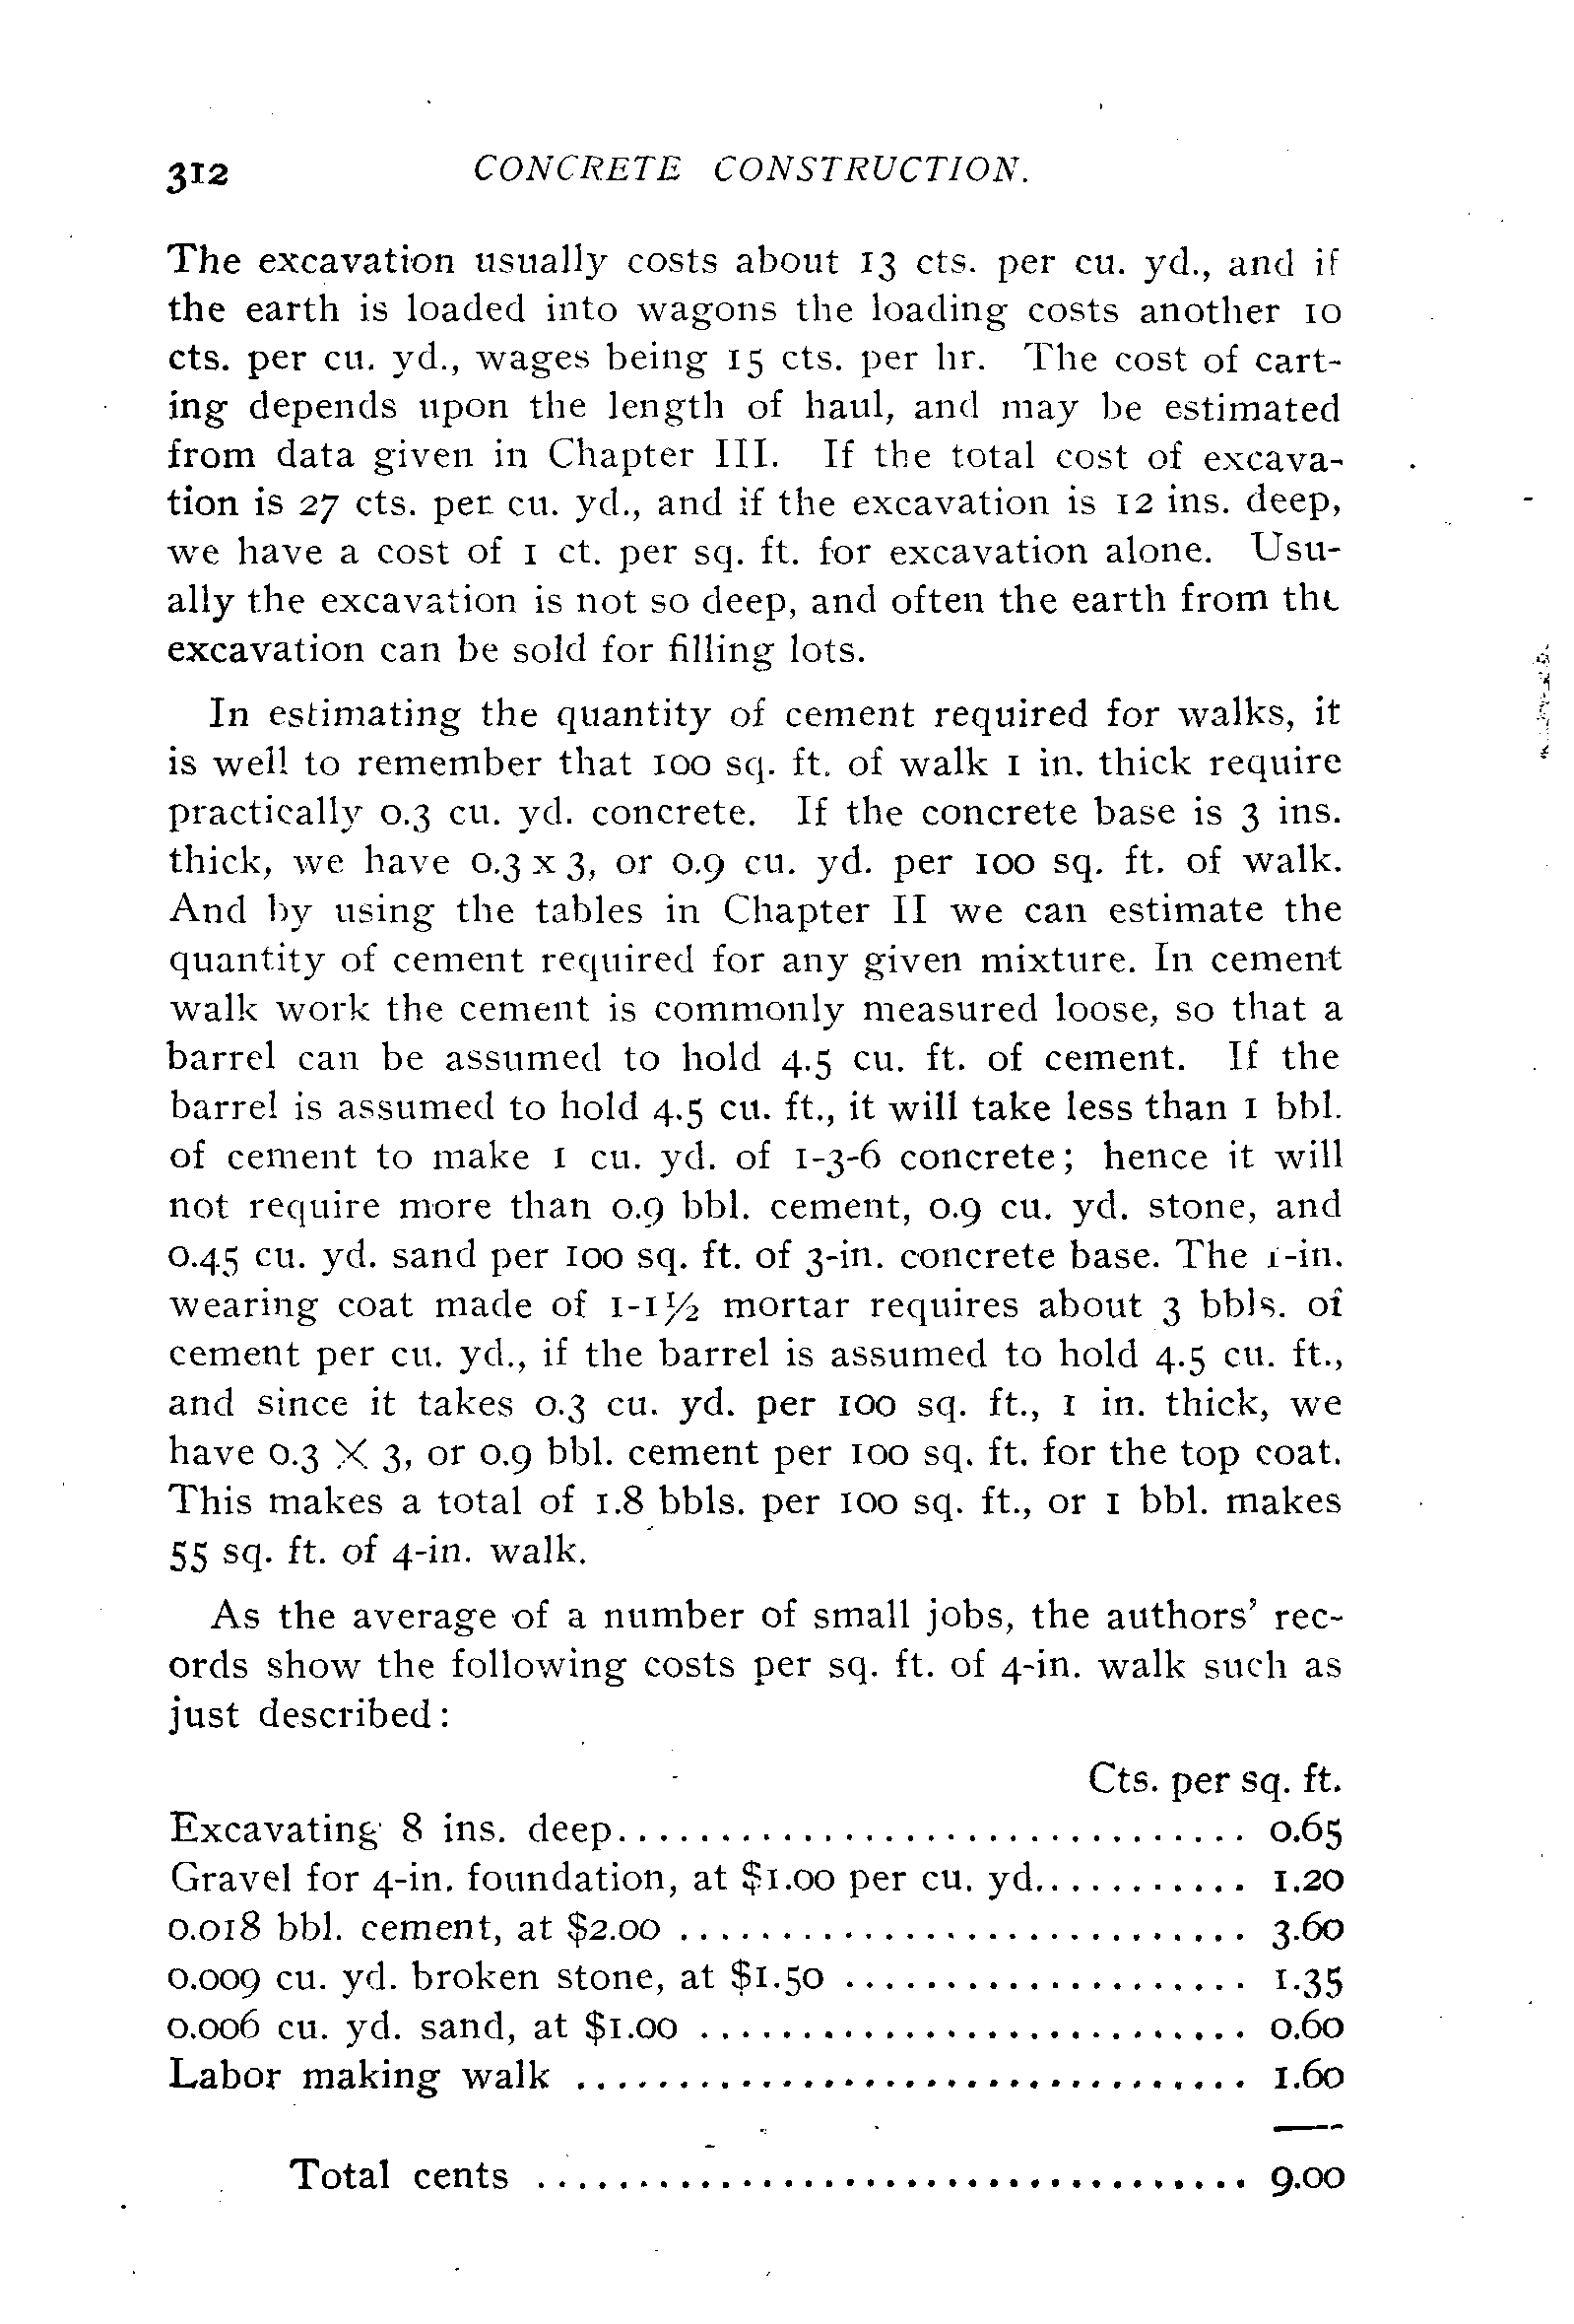 312 CONCRETE CONSTRUCTION.
The excavation usually costs about 13 cts. per cu. yd., and if
the earth is loaded into wagons the loading costs another 10
cts. per cu. yd., wages being 15 cts. per hr. The cost of cart-
ing depends upon the length of haul, and may be estimated
from data given in Chapter III. If the total cost of excava-
tion is 27 cts. per cu. yd., and if the excavation is 12 ins. deep,
we have a cost of 1 ct. per sq. ft. for excavation alone. Usu-
ally the excavation is not so deep, and often the earth from the
excavation can be sold for filling lots.
In estimating the quantity of cement required for walks, it
is well to remember that 100 sq. ft. of walk 1 in. thick require
practically 0.3 cu. yd. concrete. If the concrete base is 3 ins.
thick, we have 0.3 x 3, or 0.9 cu. yd. per 100 sq. ft. of walk.
And by using the tables in Chapter II we can estimate the
quantity of cement required for any given mixture. In cement
walk work the cement is commonly measured loose, so that a
barrel can be assumed to hold 4.5 cu. ft. of cement. If the
barrel is assumed to hold 4.5 cu. ft., it will take less than 1 bbl.
of cement to make 1 cu. yd. of 1-3-6 concrete; hence it will
not require more than 0.9 bbl. cement, 0.9 cu. yd. stone, and
0.45 cu. yd. sand per 100 sq. ft. of 3-in. concrete base. The 1-in.
wearing coat made of 1-1½ mortar requires about 3 bbls. of
cement per cu. yd., if the barrel is assumed to hold 4.5 cu. ft.,
and since it takes 0.3 cu. yd. per 100 sq. ft., 1 in. thick, we
have 0.3 X 3, or 0.9 bbl. cement per 100 sq. ft. for the top coat.
This makes a total of 1.8 bbls. per 100 sq. ft., or 1 bbl. makes
55 sq. ft. of 4-in. walk.
As the average of a number of small jobs, the authors' rec-
ords show the following costs per sq. ft. of 4-in. walk such as
just described:
Cts. per sq. ft.
Excavating 8 ins. deep................................ 0.65
Gravel for 4-in. foundation, at $1.00 per cu. yd........... 1.20
0.018 bbl. cement, at $2.00 ............................ 3.60
0.009 cu. yd. broken stone, at $1.50 .................... 1.35
0.006 cu. yd. sand, at $1.00 ........................... 0.60
Labor making walk ................................. 1.60
Total cents ................................... 9.00